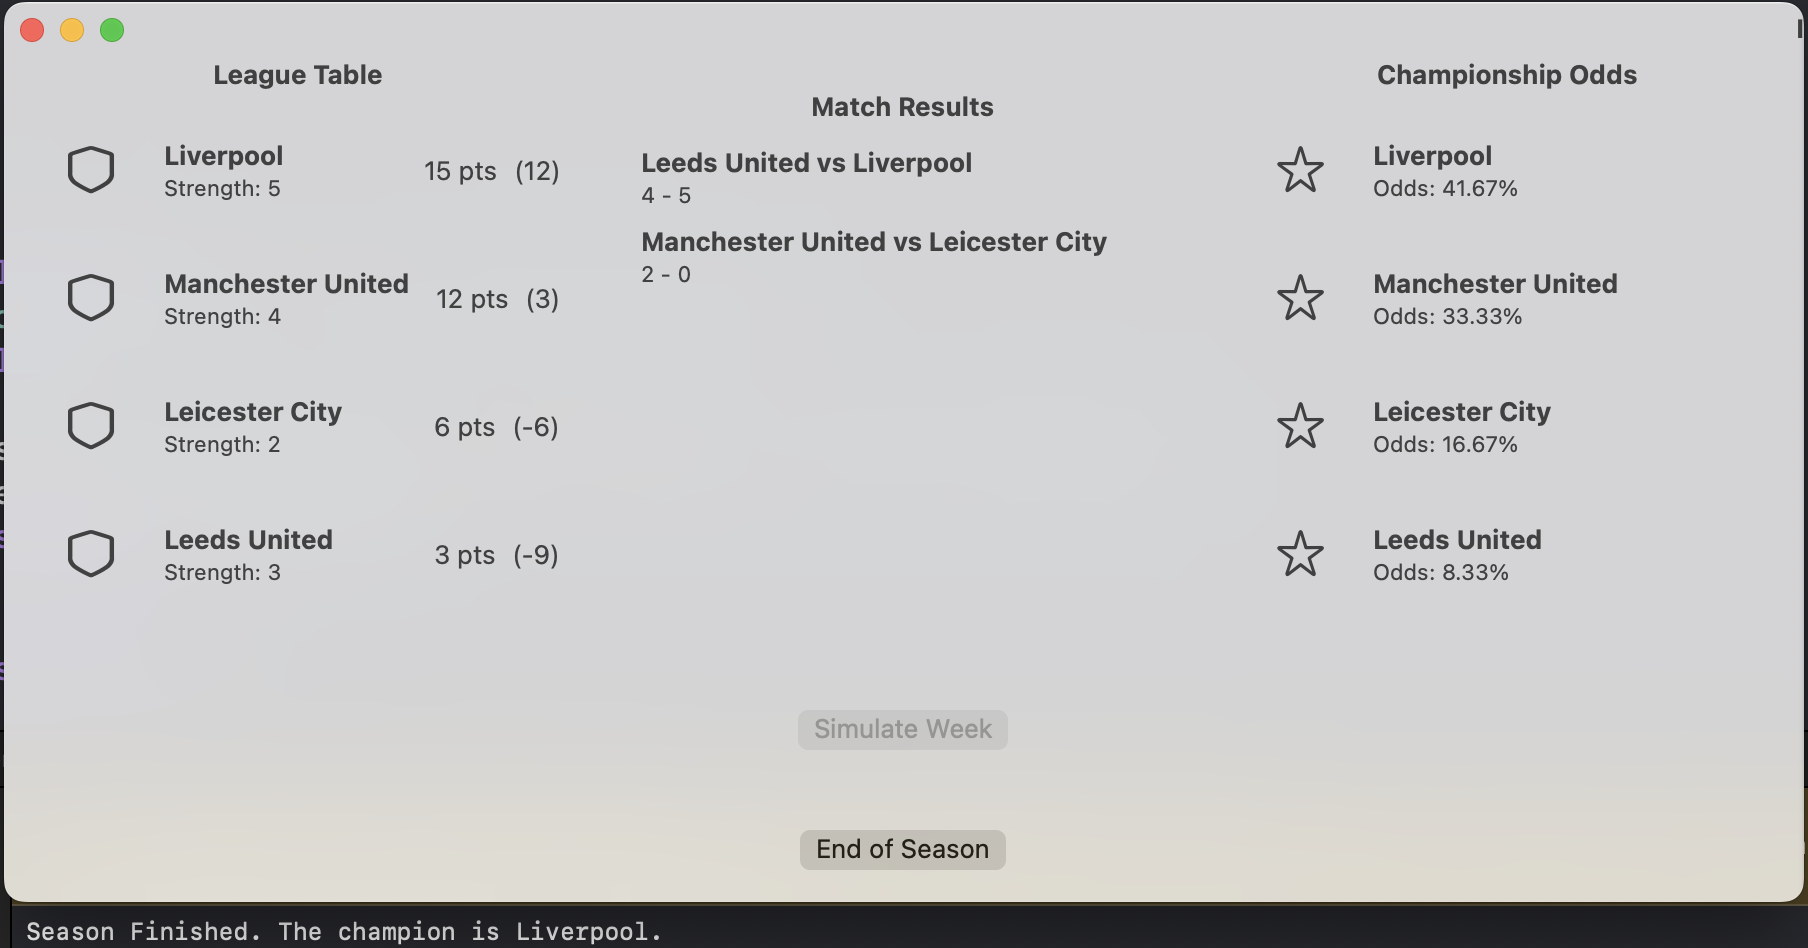 League Table
Liverpool
Strength: 5
15 pts (12)
Manchester United
Strength: 4
12 pts (3)
Leicester City
Strength: 2
6 pts (-6)
Leeds United
Strength: 3
3 pts (-9)
Match Results
Leeds United vs Liverpool
4 - 5
Manchester United vs Leicester City
2 - 0
Championship Odds
Liverpool
Odds: 41.67%
Manchester United
Odds: 33.33%
Leicester City
Odds: 16.67%
Leeds United
Odds: 8.33%
Simulate Week
End of Season
Season Finished. The champion is Liverpool.